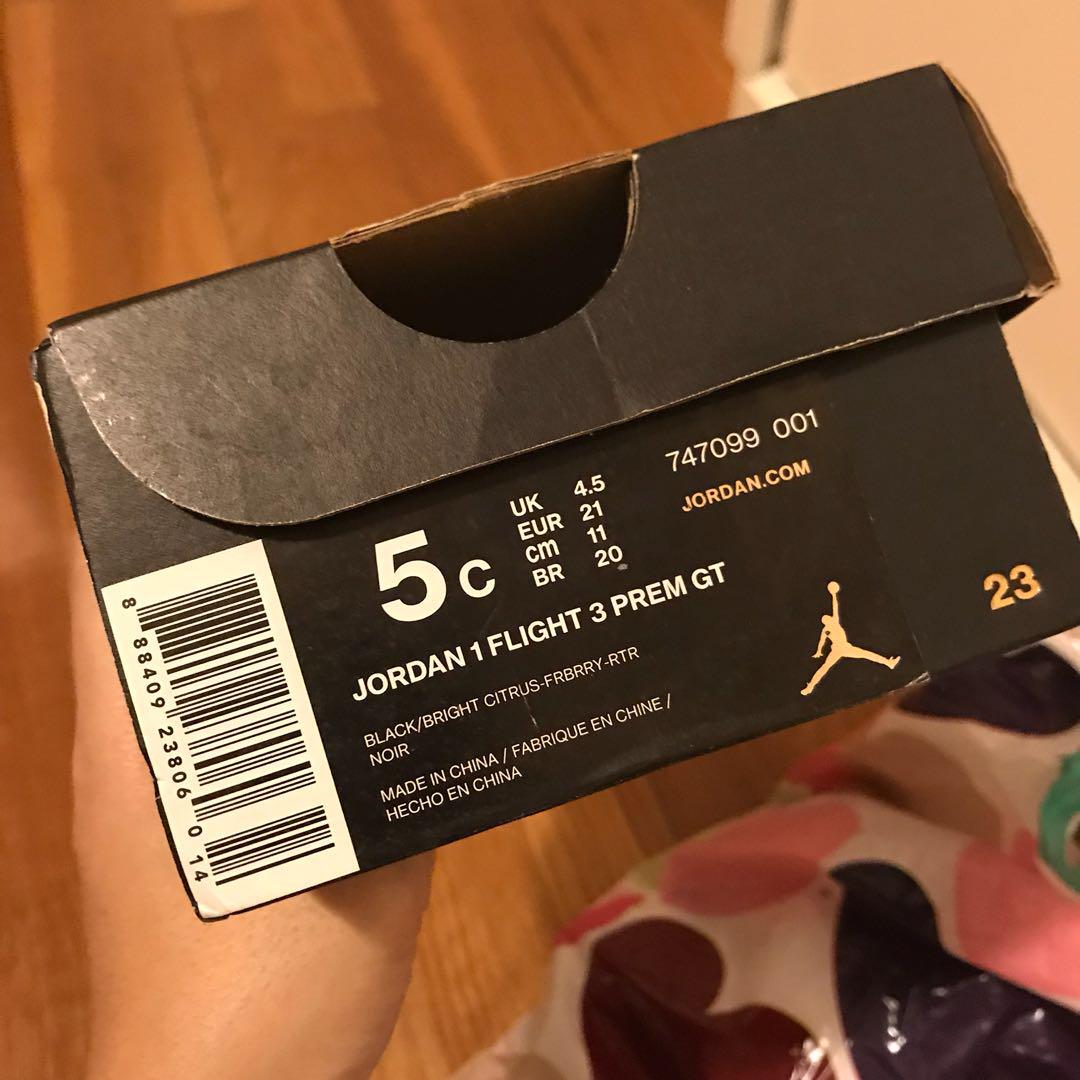 747099 001
JORDAN.COM
5 C
UK 4.5
EUR 21
cm 11
BR 20
JORDAN 1 FLIGHT 3 PREM GT
BLACK/BRIGHT CITRUS-FRBRRY-RTR
NOIR
MADE IN CHINA / FABRIQUE EN CHINE /
HECHO EN CHINA
23
8 88409 23806 0 14